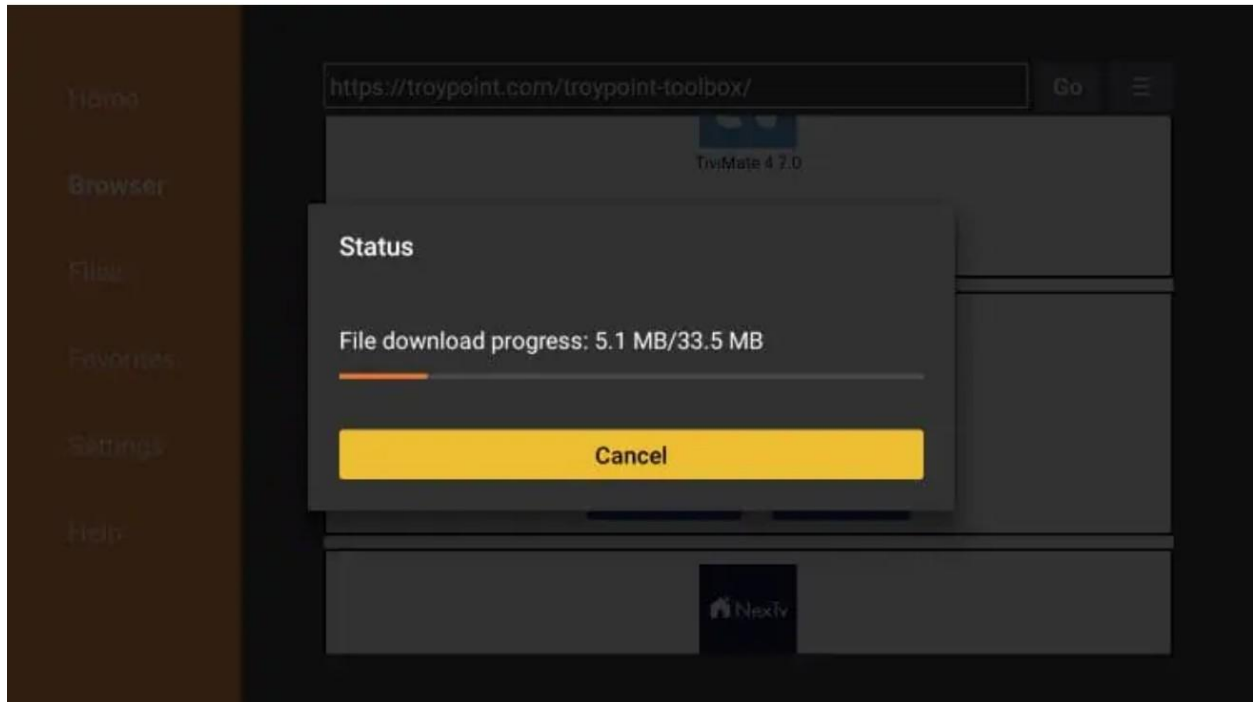 Home
Browser
Files
Favorites
Settings
Help
https://troypoint.com/troypoint-toolbox/
Go
TiviMate 4.7.0
Status
File download progress: 5.1 MB/33.5 MB
Cancel
NexTv